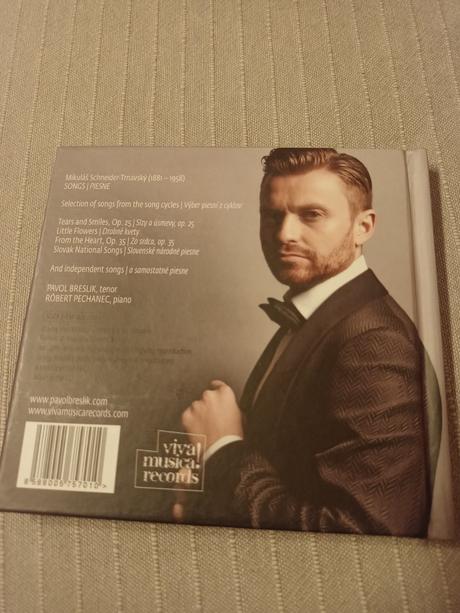 Mikuláš Schneider-Trnavský (1881 – 1958)
SONGS | PIESNE
Selection of songs from the song cycles | Výber piesní z cyklov
Tears and Smiles, Op. 25 | Slzy a úsmevy, op. 25
Little Flowers | Drobné kvety
From the Heart, Op. 35 | Zo srdca, op. 35
Slovak National Songs | Slovenské národné piesne
And independent songs | a samostatné piesne
PAVOL BRESLIK, tenor
RÓBERT PECHANEC, piano
www.pavolbreslik.com
www.vivamusicarecords.com
8588005757010>
viva
musica!
records